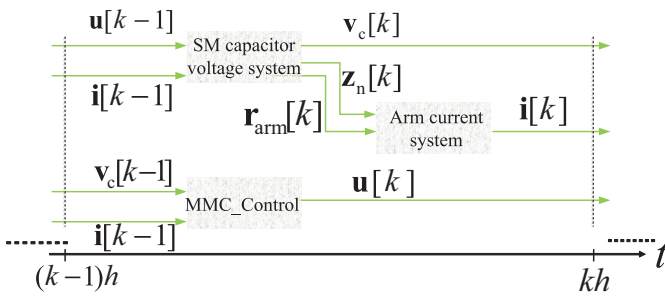 u[k−1]
SM capacitor
voltage system
v_c[k]
i[k−1]
z_n[k]
r_arm[k]
Arm current
system
i[k]
v_c[k−1]
MMC_Control
u[k]
i[k−1]
(k−1)h
kh
t